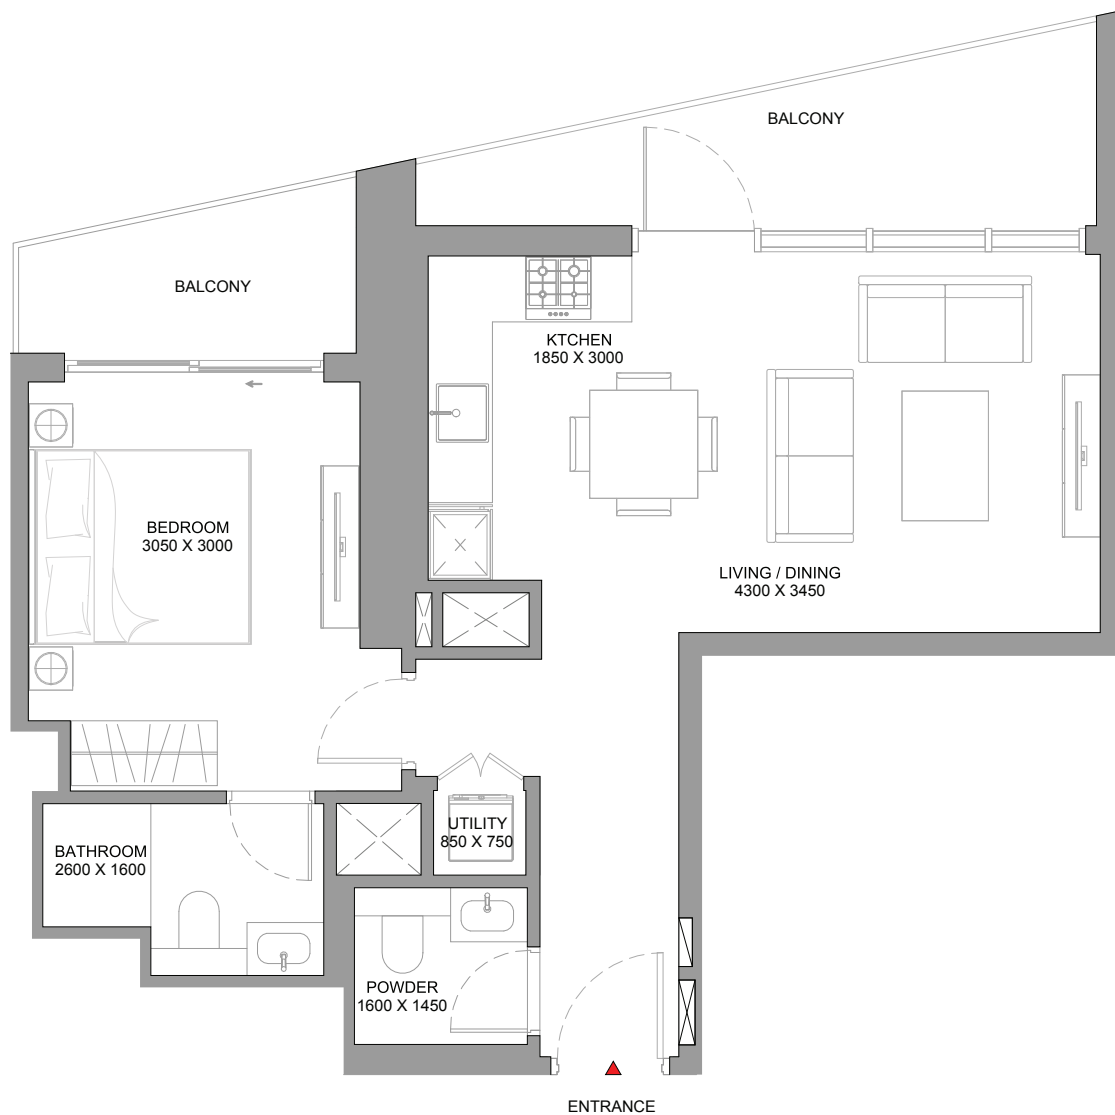 BALCONY
BALCONY
KTCHEN
1850 X 3000
BEDROOM
3050 X 3000
LIVING / DINING
4300 X 3450
UTILITY
850 X 750
BATHROOM
2600 X 1600
POWDER
1600 X 1450
ENTRANCE